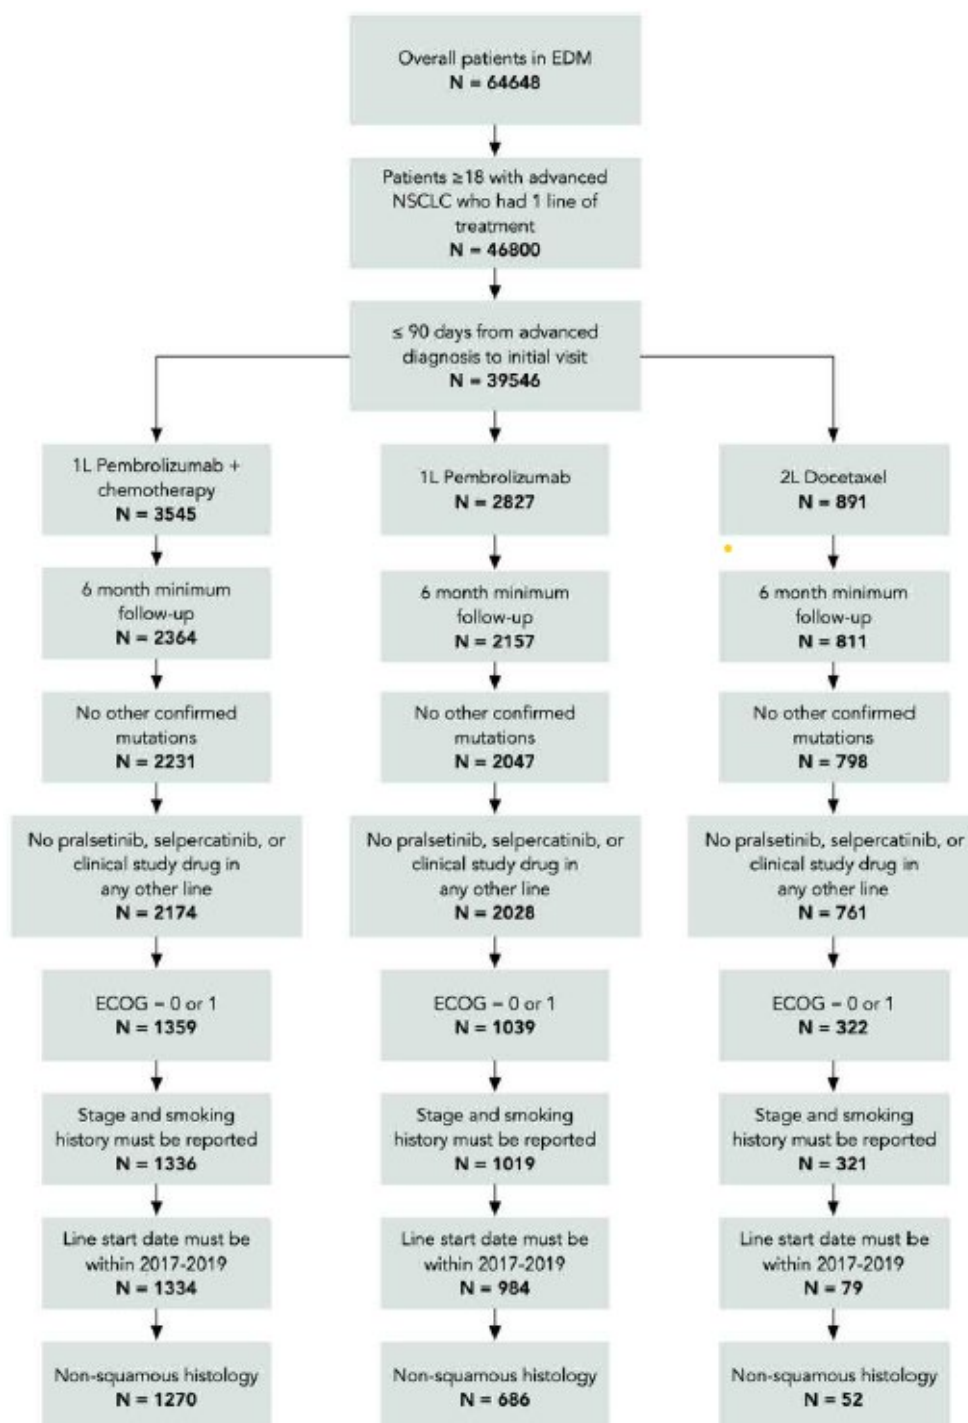 Overall patients in EDM
N = 64648
Patients ≥18 with advanced
NSCLC who had 1 line of
treatment
N = 46800
≤ 90 days from advanced
diagnosis to initial visit
N = 39546
1L Pembrolizumab +
chemotherapy
N = 3545
1L Pembrolizumab
N = 2827
2L Docetaxel
N = 891
6 month minimum
follow-up
N = 2364
6 month minimum
follow-up
N = 2157
6 month minimum
follow-up
N = 811
No other confirmed
mutations
N = 2231
No other confirmed
mutations
N = 2047
No other confirmed
mutations
N = 798
No pralsetinib, selpercatinib, or
clinical study drug in
any other line
N = 2174
No pralsetinib, selpercatinib, or
clinical study drug in
any other line
N = 2028
No pralsetinib, selpercatiinib, or
clinical study drug in
any other line
N = 761
ECOG = 0 or 1
N = 1359
ECOG = 0 or 1
N = 1039
ECOG = 0 or 1
N = 322
Stage and smoking
history must be reported
N = 1336
Stage and smoking
history must be reported
N = 1019
Stage and smoking
history must be reported
N = 321
Line start date must be
within 2017-2019
N = 1334
Line start date must be
within 2017-2019
N = 984
Line start date must be
within 2017-2019
N = 79
Non-squamous histology
N = 1270
Non-squamous histology
N = 686
Non-squamous histology
N = 52